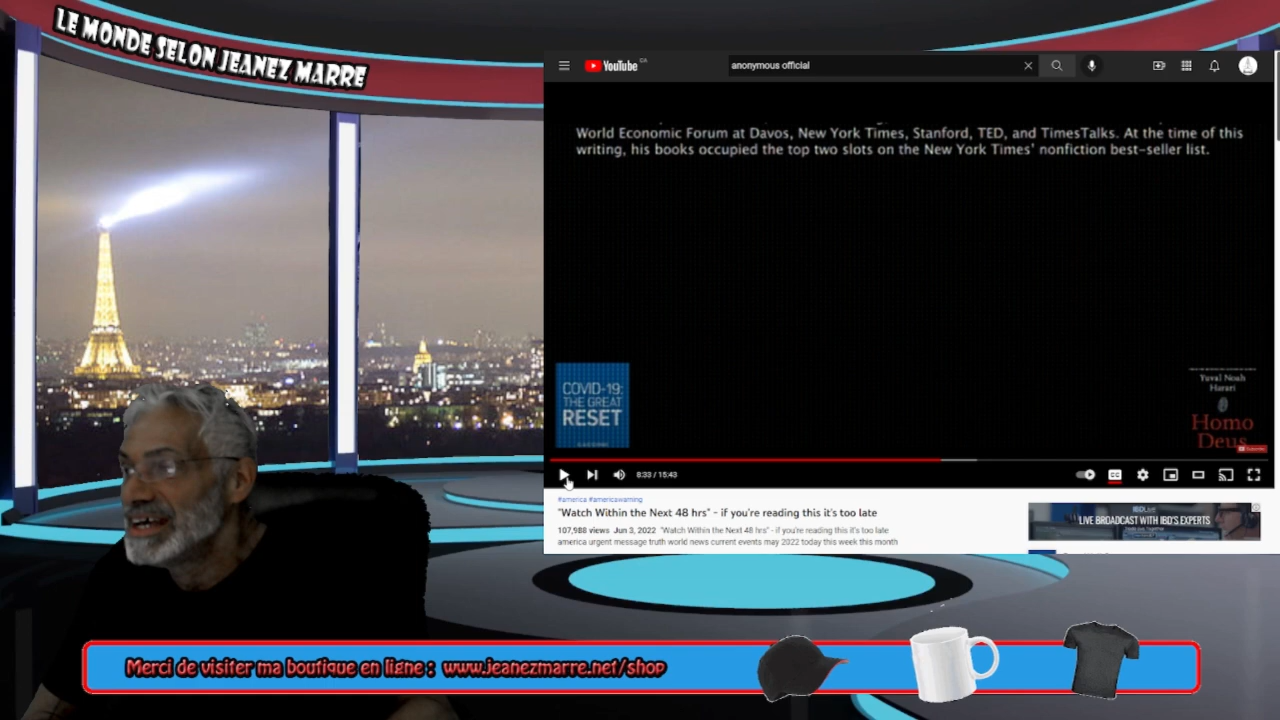 LE MONDE SELON JEANEZ MARRE
YouTube CA
anonymous official
World Economic Forum at Davos, New York Times, Stanford, TED, and TimesTalks. At the time of this
writing, his books occupied the top two slots on the New York Times' nonfiction best-seller list.
COVID-19:
THE GREAT
RESET
Yuval Noah
Harari
Homo
Deus
8:33 / 15:43
#america #americawarning
"Watch Within the Next 48 hrs" - if you're reading this it's too late
107,988 views Jun 3, 2022 "Watch Within the Next 48 hrs" - if you're reading this it's too late
america urgent message truth world news current events may 2022 today this week this month
LIVE BROADCAST WITH IBD'S EXPERTS
Merci de visiter ma boutique en ligne : www.jeanezmarre.net/shop